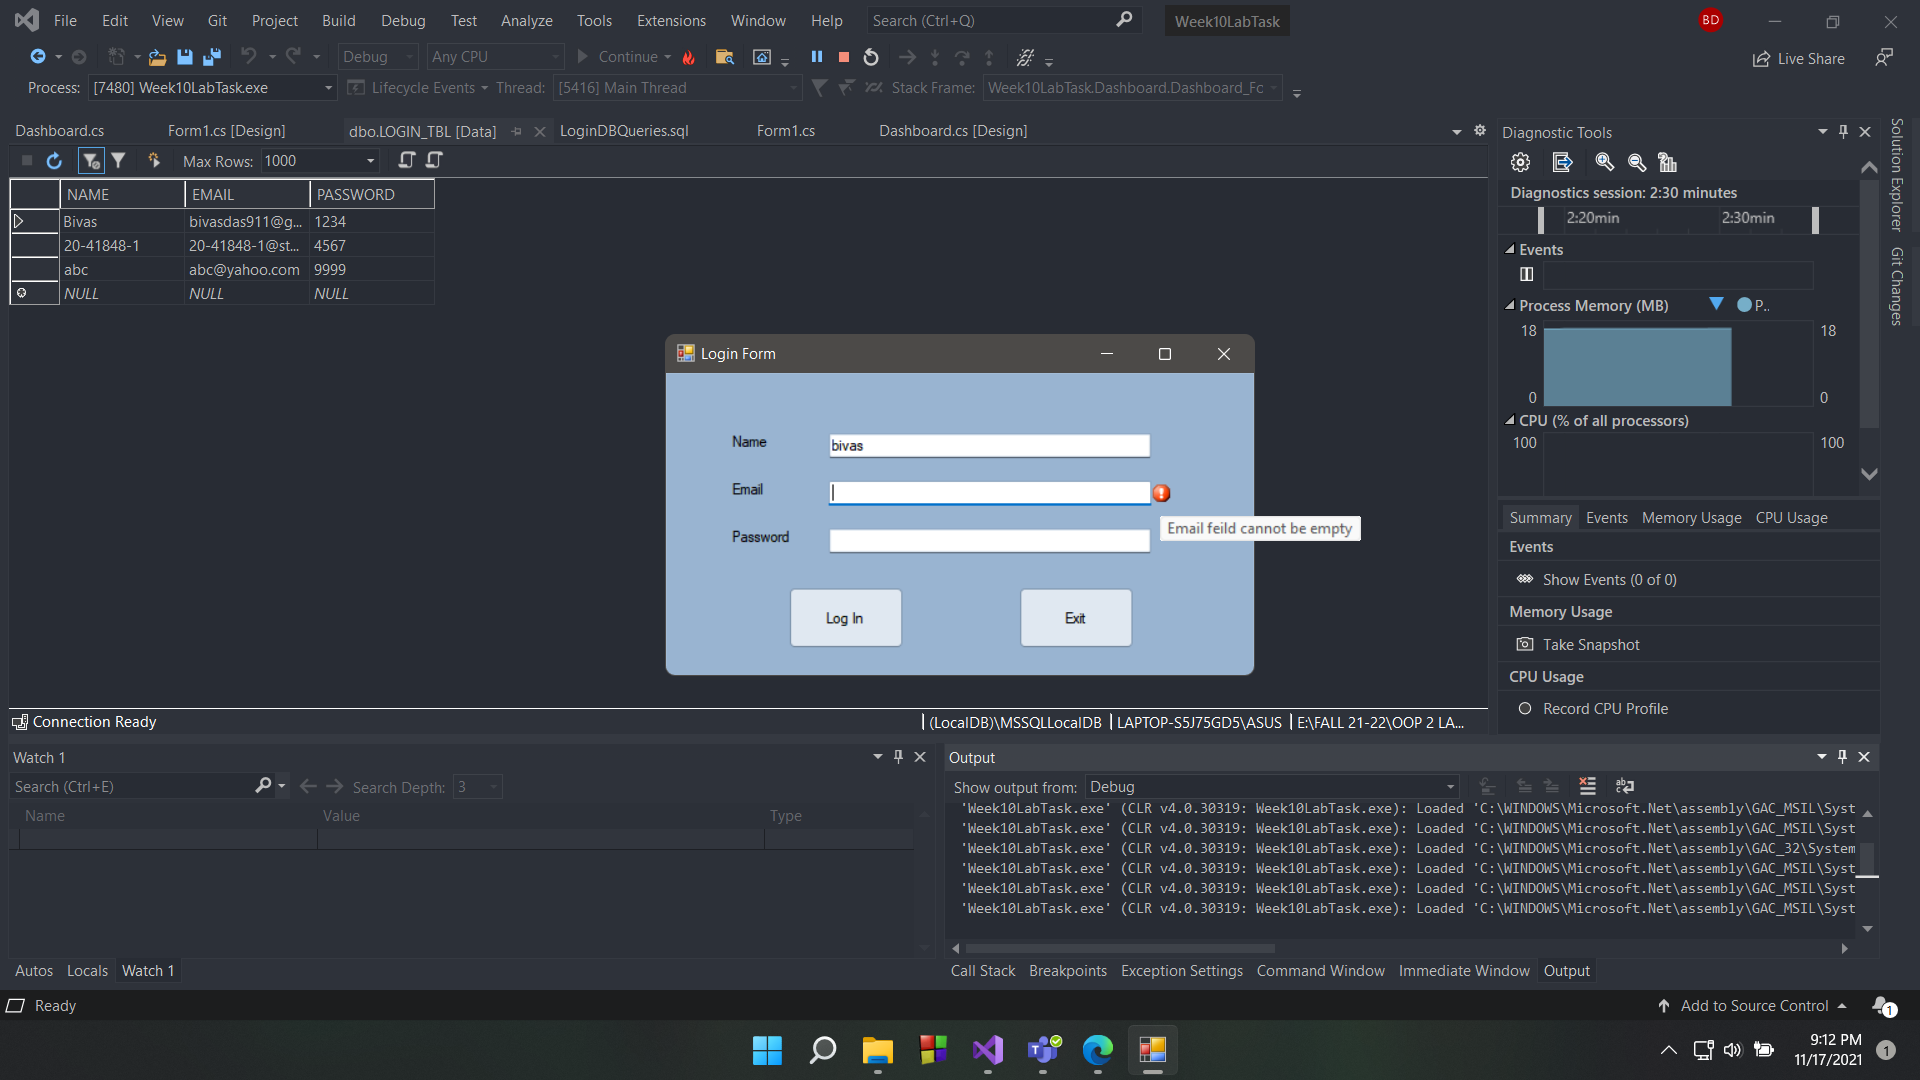 File Edit View Git Project Build Debug Test Analyze Tools Extensions Window Help Search (Ctrl+Q) Week10LabTask BD
Debug Any CPU Continue Live Share
Process: [7480] Week10LabTask.exe Lifecycle Events Thread: [5416] Main Thread Stack Frame: Week10LabTask.Dashboard.Dashboard_Fc
Dashboard.cs Form1.cs [Design] dbo.LOGIN_TBL [Data] LoginDBQueries.sql Form1.cs Dashboard.cs [Design]
Max Rows: 1000
NAME EMAIL PASSWORD
Bivas bivasdas911@g... 1234
20-41848-1 20-41848-1@st... 4567
abc abc@yahoo.com 9999
NULL NULL NULL
Login Form
Name bivas
Email
Email feild cannot be empty
Password
Log In Exit
Connection Ready (LocalDB)\MSSQLLocalDB LAPTOP-S5J75GD5\ASUS E:\FALL 21-22\OOP 2 LA...
Diagnostic Tools
Diagnostics session: 2:30 minutes
2:20min 2:30min
Events
Process Memory (MB) P..
18 18
0 0
CPU (% of all processors)
100 100
Summary Events Memory Usage CPU Usage
Events
Show Events (0 of 0)
Memory Usage
Take Snapshot
CPU Usage
Record CPU Profile
Solution Explorer
Git Changes
Watch 1
Search (Ctrl+E) Search Depth: 3
Name Value Type
Autos Locals Watch 1
Output
Show output from: Debug
'Week10LabTask.exe' (CLR v4.0.30319: Week10LabTask.exe): Loaded 'C:\WINDOWS\Microsoft.Net\assembly\GAC_MSIL\Syst
'Week10LabTask.exe' (CLR v4.0.30319: Week10LabTask.exe): Loaded 'C:\WINDOWS\Microsoft.Net\assembly\GAC_MSIL\Syst
'Week10LabTask.exe' (CLR v4.0.30319: Week10LabTask.exe): Loaded 'C:\WINDOWS\Microsoft.Net\assembly\GAC_32\System
'Week10LabTask.exe' (CLR v4.0.30319: Week10LabTask.exe): Loaded 'C:\WINDOWS\Microsoft.Net\assembly\GAC_MSIL\Syst
'Week10LabTask.exe' (CLR v4.0.30319: Week10LabTask.exe): Loaded 'C:\WINDOWS\Microsoft.Net\assembly\GAC_MSIL\Syst
'Week10LabTask.exe' (CLR v4.0.30319: Week10LabTask.exe): Loaded 'C:\WINDOWS\Microsoft.Net\assembly\GAC_MSIL\Syst
Call Stack Breakpoints Exception Settings Command Window Immediate Window Output
Ready Add to Source Control 1
9:12 PM
11/17/2021 1